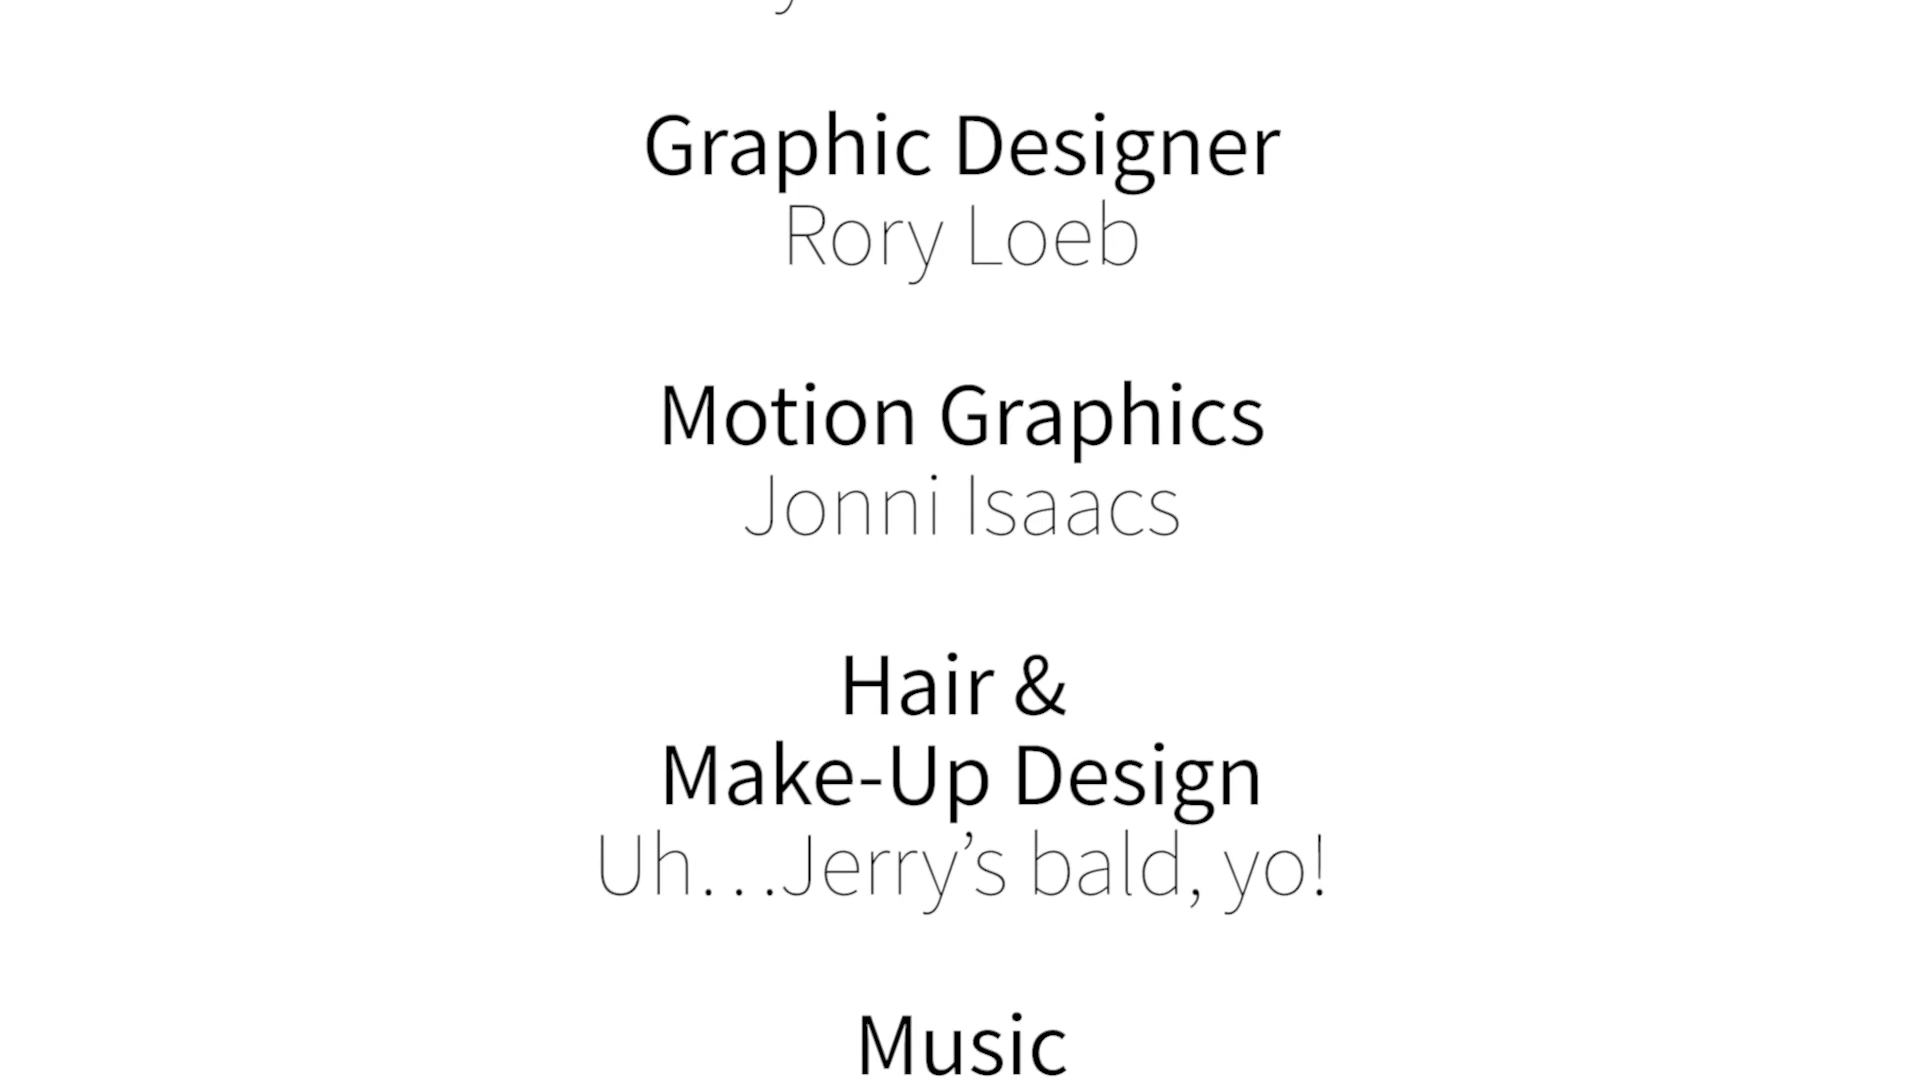 Graphic Designer
Rory Loeb
Motion Graphics
Jonni Isaacs
Hair &
Make-Up Design
Uh...Jerry’s bald, yo!
Music